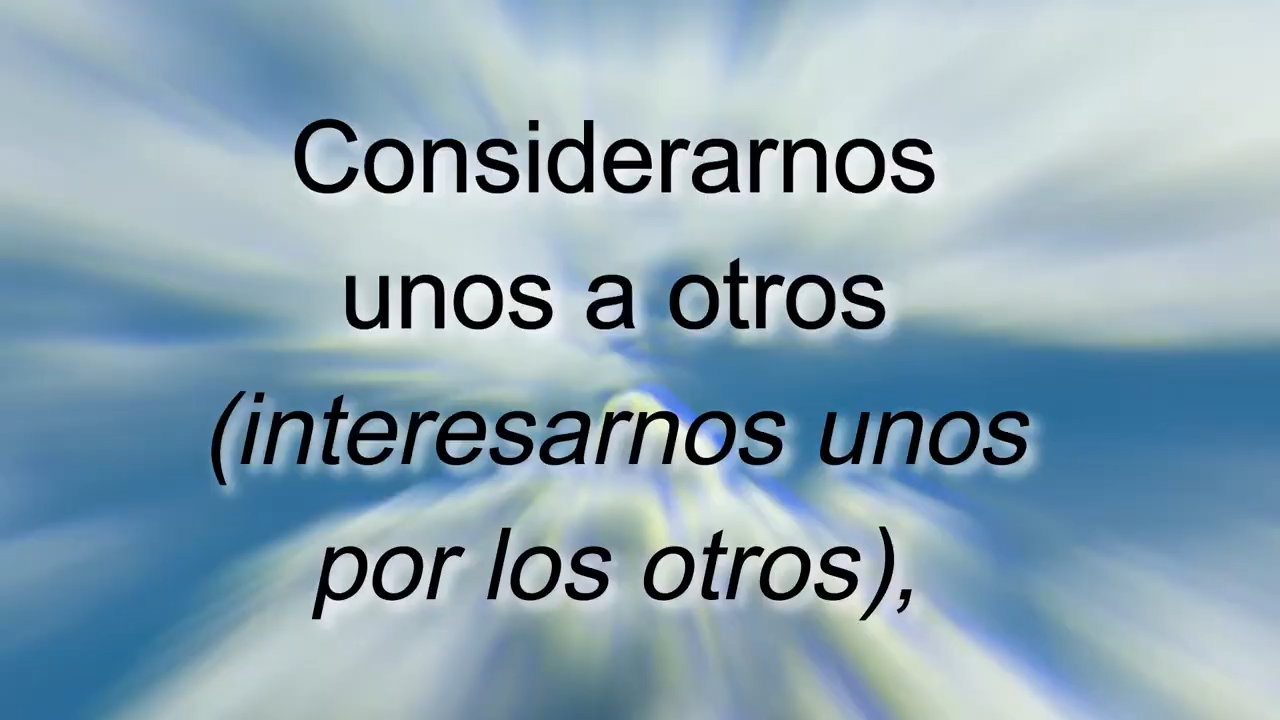 Considerarnos
unos a otros
(interesarnos unos
por los otros),